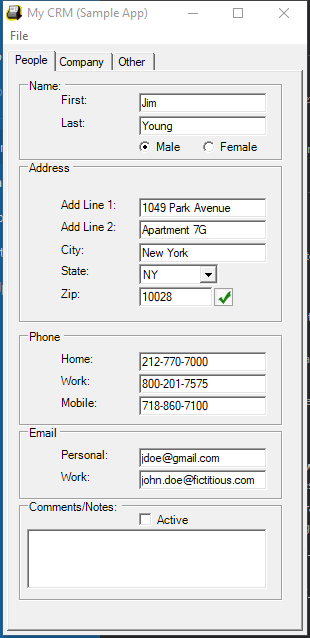 My CRM (Sample App)
File
People Company Other
Name:
First: Jim
Last: Young
Male Female
Address
Add Line 1: 1049 Park Avenue
Add Line 2: Apartment 7G
City: New York
State: NY
Zip: 10028
Phone
Home: 212-770-7000
Work: 800-201-7575
Mobile: 718-860-7100
Email
Personal: jdoe@gmail.com
Work: john.doe@fictitious.com
Comments/Notes:
Active